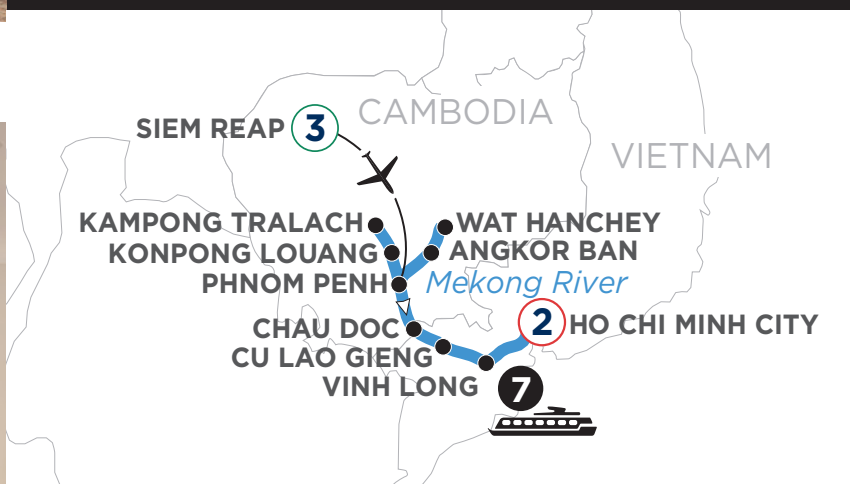 CAMBODIA
SIEM REAP 3
VIETNAM
KAMPONG TRALACH
WAT HANCHEY
KONPONG LOUANG
ANGKOR BAN
PHNOM PENH
Mekong River
CHAU DOC
2 HO CHI MINH CITY
CU LAO GIENG
VINH LONG
7